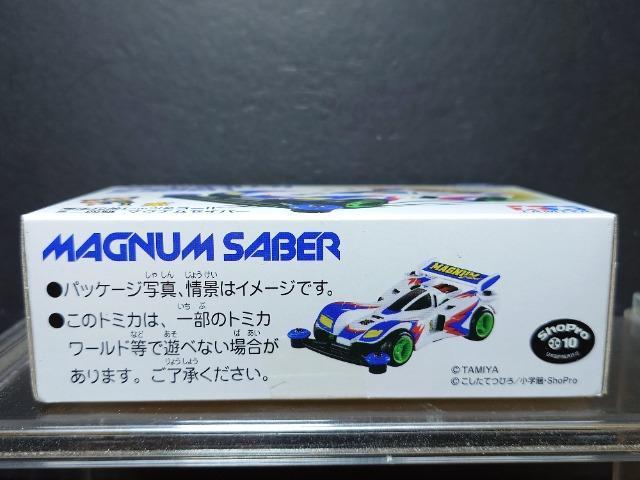 MAGNUM SABER
●パッケージ写真、情景はイメージです。
●このトミカは、一部のトミカ
ワールド等で遊べない場合が
あります。ご了承ください。
MAGNUM
ShoPro
10
©TAMIYA
©こしたてつひろ/小学館・ShoPro